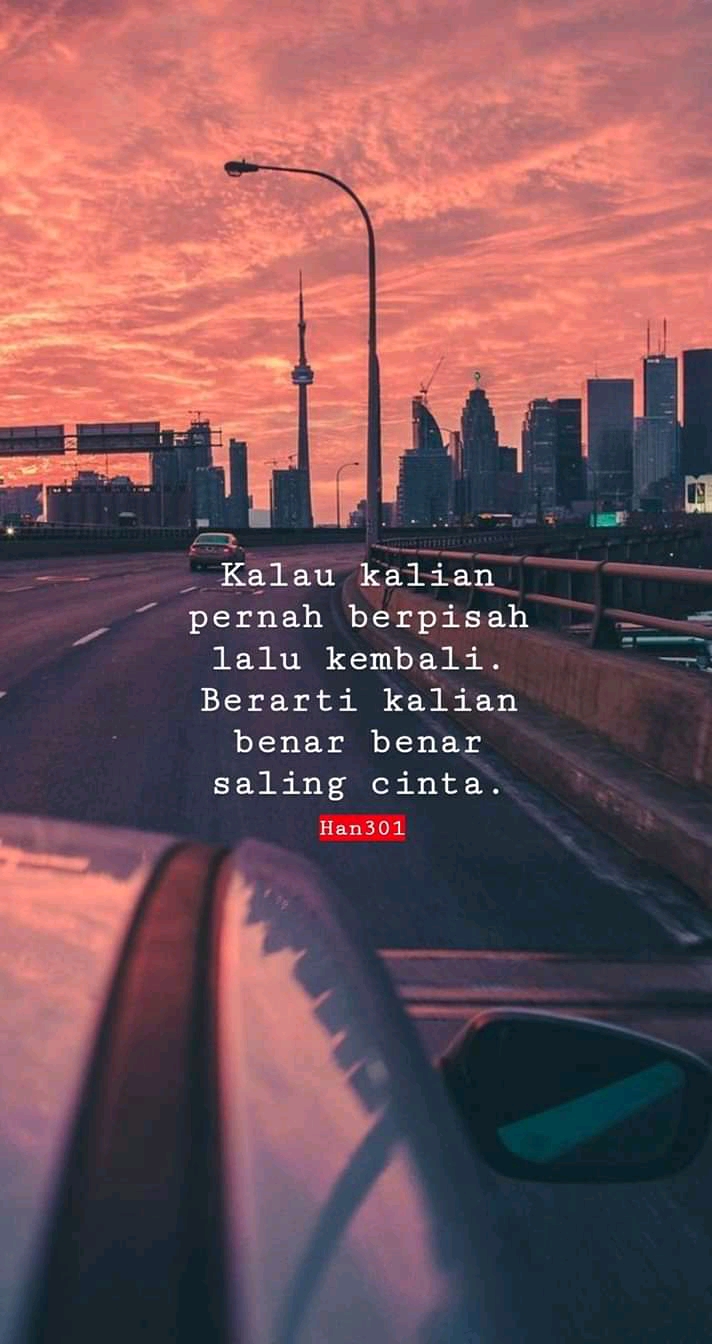 Kalau kalian
pernah berpisah
lalu kembali.
Berarti kalian
benar benar
saling cinta.
Han301